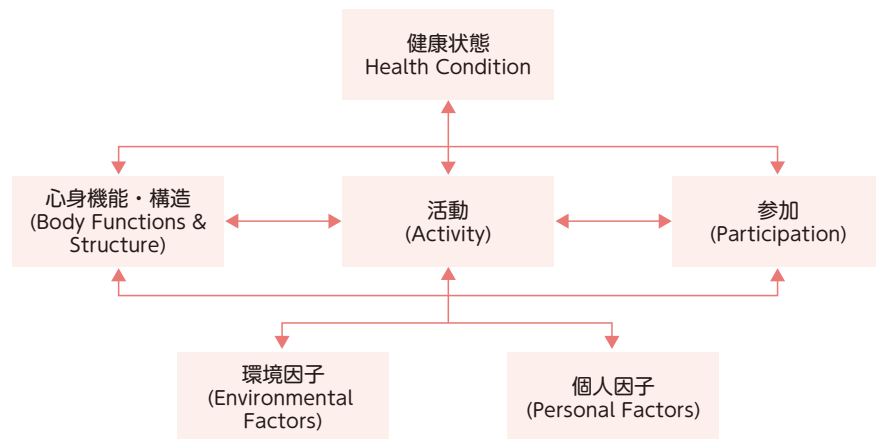 健康状態
Health Condition
心身機能・構造
(Body Functions &
Structure)
活動
(Activity)
参加
(Participation)
環境因子
(Environmental
Factors)
個人因子
(Personal Factors)